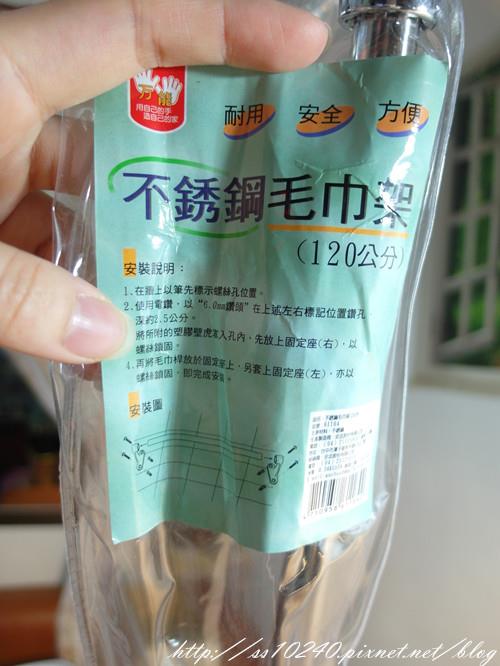 万能
用自己的手
造自己的家
耐用 安全 方便
不銹鋼毛巾架
(120公分)
安裝說明：
1.在牆上以筆先標示螺絲孔位置。
2.使用電鑽，以“6.0mm鑽頭”在上述左右標記位置鑽孔
深約2.5公分。
將所附的塑膠壁虎塞入孔內，先放上固定座(右)，以
螺絲鎖固。
4.再將毛巾桿放於固定座上，另套上固定座(左)，亦以
螺絲鎖固，即完成安裝。
安裝圖
http://ss10240.pixnet.net/blog